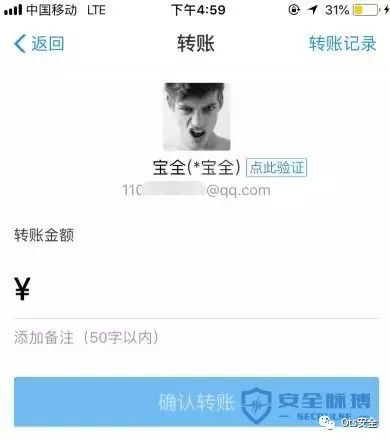 中国移动 LTE 下午4:59 31%
返回 转账 转账记录
宝全(*宝全) 点此验证
110 @qq.com
转账金额
¥
添加备注（50字以内）
确认转账
安全脉搏
SECPULSE
Ots安全